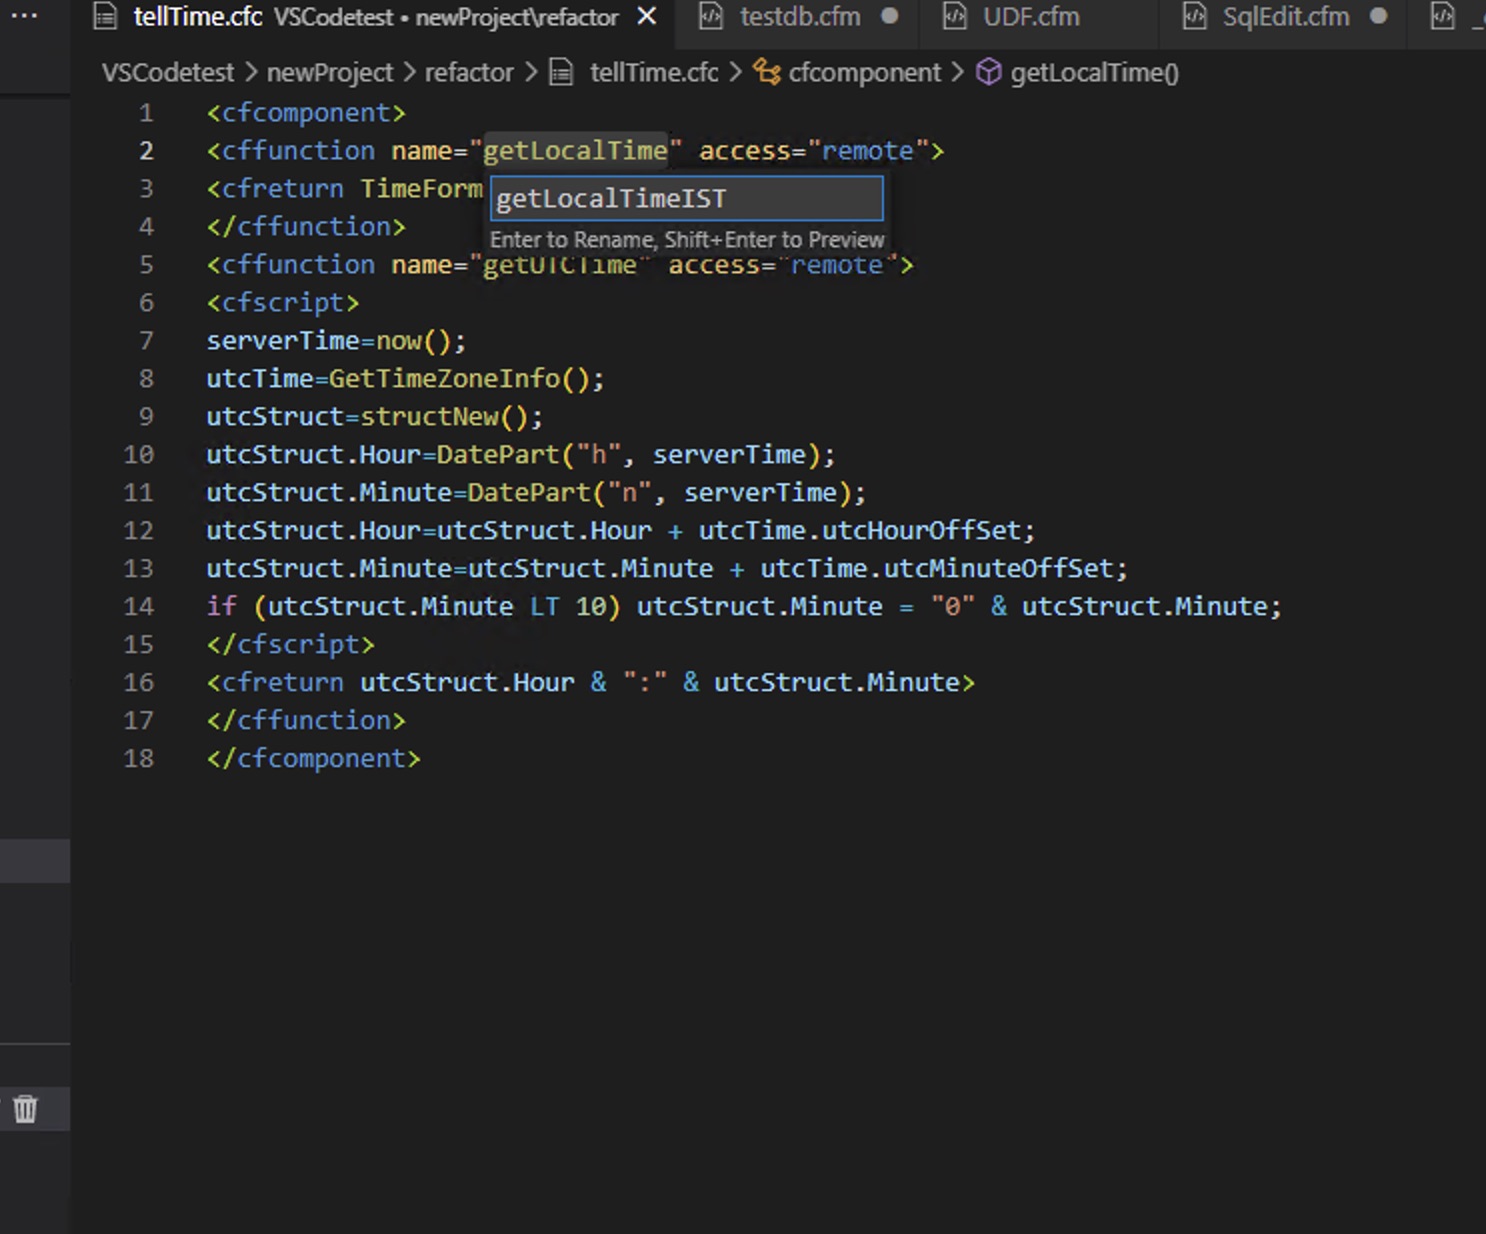 tellTime.cfc VSCodetest • newProject\refactor testdb.cfm UDF.cfm SqlEdit.cfm
VSCodetest > newProject > refactor > tellTime.cfc > cfcomponent > getLocalTime()
1 <cfcomponent>
2 <cffunction name="getLocalTime" access="remote">
3 <cfreturn TimeForm
getLocalTimeIST
4 </cffunction>
Enter to Rename, Shift+Enter to Preview
5 <cffunction name="getUTCTime" access="remote">
6 <cfscript>
7 serverTime=now();
8 utcTime=GetTimeZoneInfo();
9 utcStruct=structNew();
10 utcStruct.Hour=DatePart("h", serverTime);
11 utcStruct.Minute=DatePart("n", serverTime);
12 utcStruct.Hour=utcStruct.Hour + utcTime.utcHourOffSet;
13 utcStruct.Minute=utcStruct.Minute + utcTime.utcMinuteOffSet;
14 if (utcStruct.Minute LT 10) utcStruct.Minute = "0" & utcStruct.Minute;
15 </cfscript>
16 <cfreturn utcStruct.Hour & ":" & utcStruct.Minute>
17 </cffunction>
18 </cfcomponent>